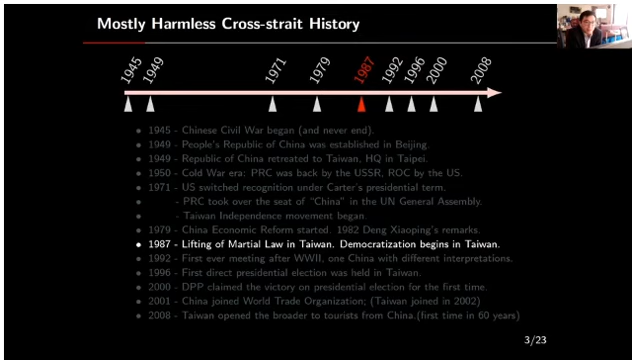 Mostly Harmless Cross-strait History
1945 1949 1971 1979 1987 1992 1996 2000 2008
• 1945 - Chinese Civil War began (and never end).
• 1949 - People's Republic of China was established in Beijing.
• 1949 - Republic of China retreated to Taiwan, HQ in Taipei.
• 1950 - Cold War era: PRC was back by the USSR, ROC by the US.
• 1971 - US switched recognition under Carter's presidential term.
• - PRC took over the seat of "China" in the UN General Assembly.
• - Taiwan Independence movement began.
• 1979 - China Economic Reform started. 1982 Deng Xiaoping's remarks.
• 1987 - Lifting of Martial Law in Taiwan. Democratization begins in Taiwan.
• 1992 - First ever meeting after WWII, one China with different interpretations.
• 1996 - First direct presidential election was held in Taiwan.
• 2000 - DPP claimed the victory on presidential election for the first time.
• 2001 - China joined World Trade Organization; (Taiwan joined in 2002)
• 2008 - Taiwan opened the broader to tourists from China.(first time in 60 years)
3/23